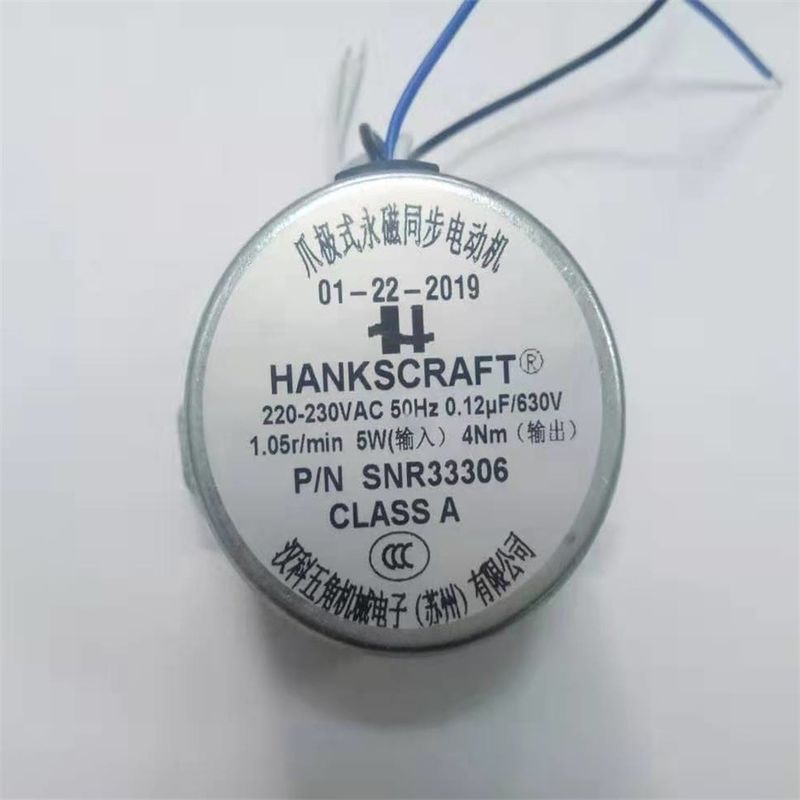 爪极式永磁同步电动机
01-22-2019
HANKSCRAFT®
220-230VAC 50Hz 0.12μF/630V
1.05r/min 5W(输入) 4Nm(输出)
P/N SNR33306
CLASS A
CCC
汉科五角机械电子(苏州)有限公司